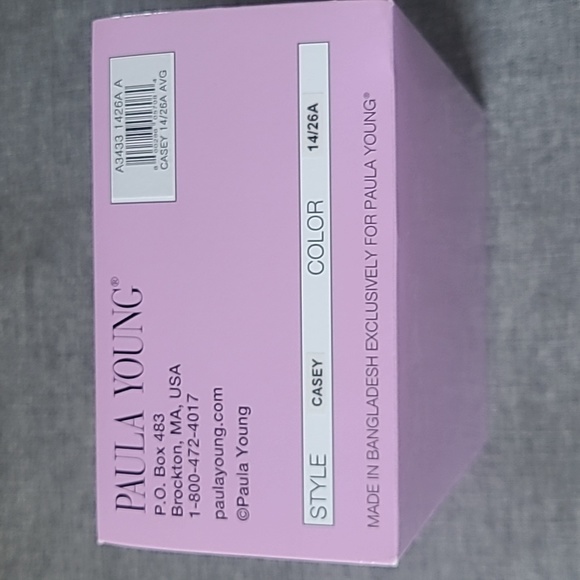 PAULA YOUNG®
P.O. Box 483
Brockton, MA, USA
1-800-472-4017
paulayoung.com
©Paula Young
A3433 1426A A
CASEY 14/26A AVG
STYLE CASEY COLOR 14/26A
MADE IN BANGLADESH EXCLUSIVELY FOR PAULA YOUNG®